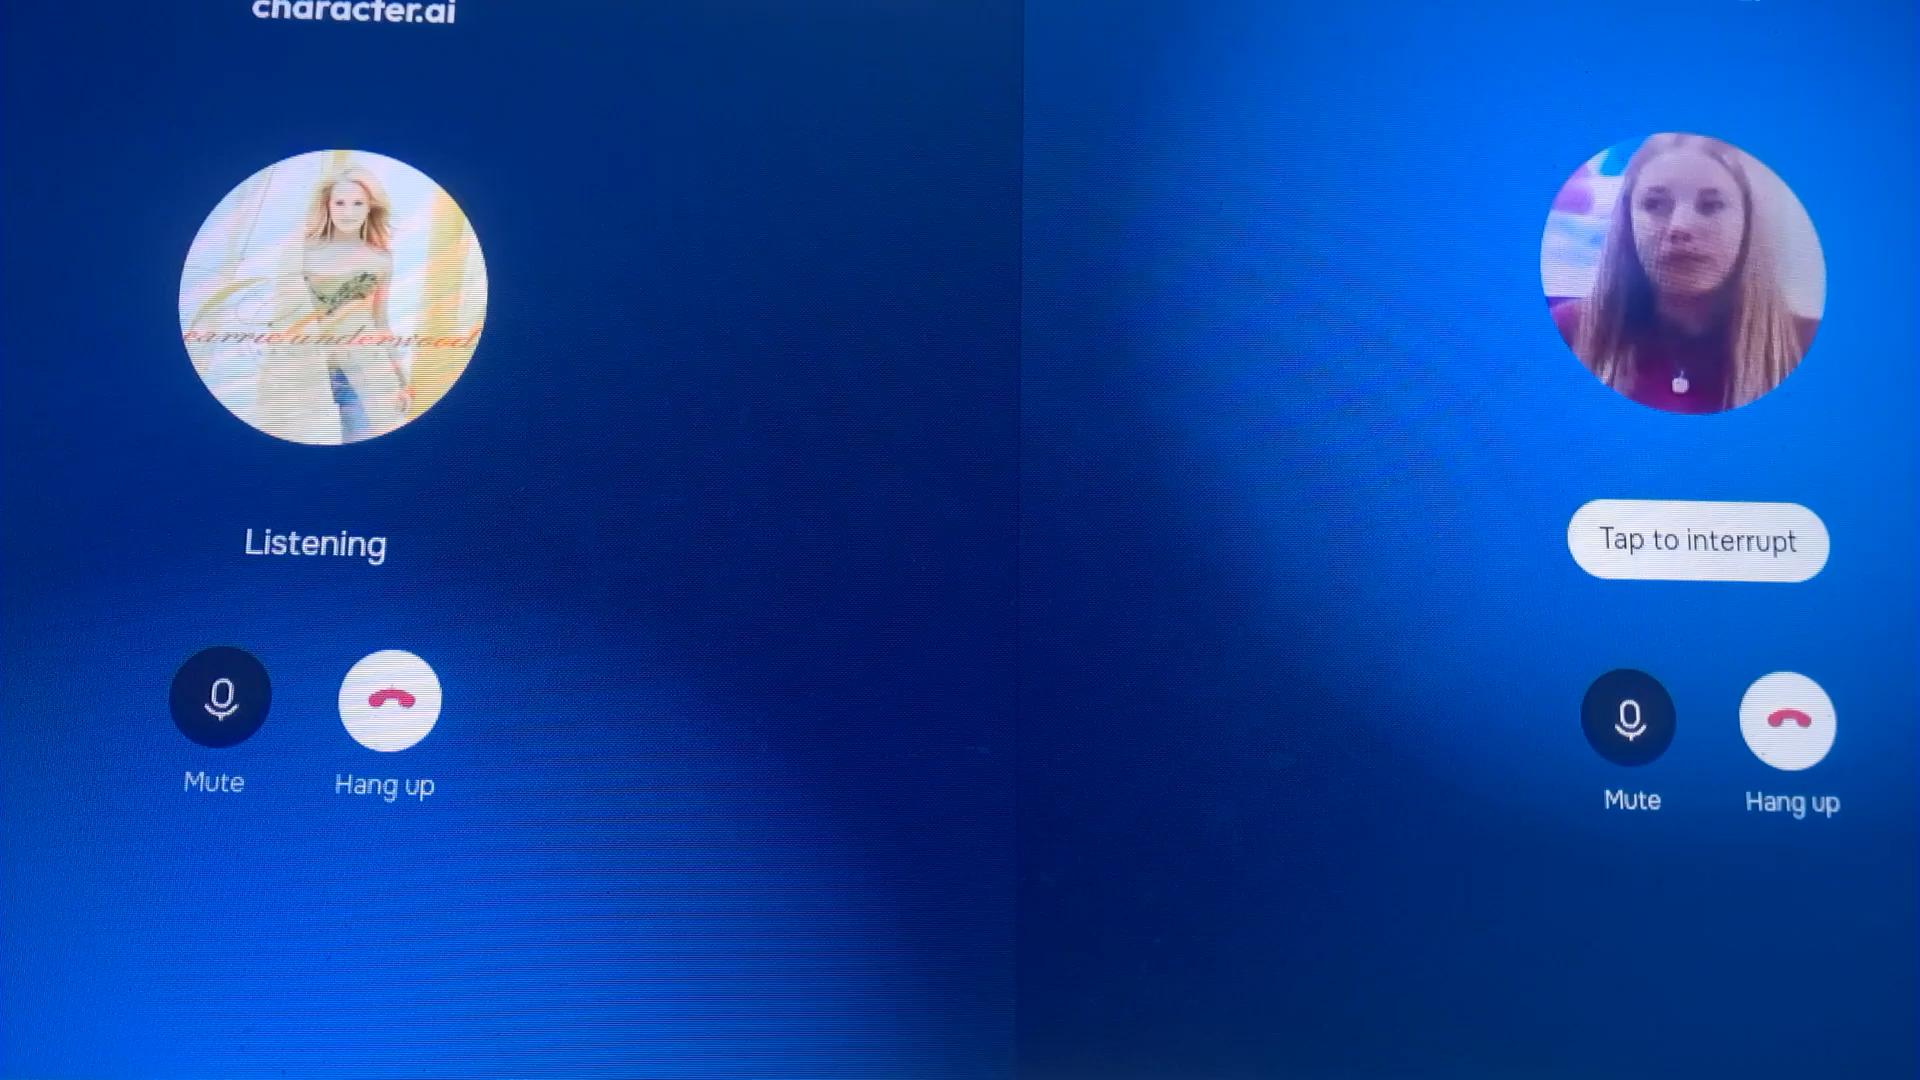 character.ai
carrie underwood
Listening
Mute
Hang up
Tap to interrupt
Mute
Hang up